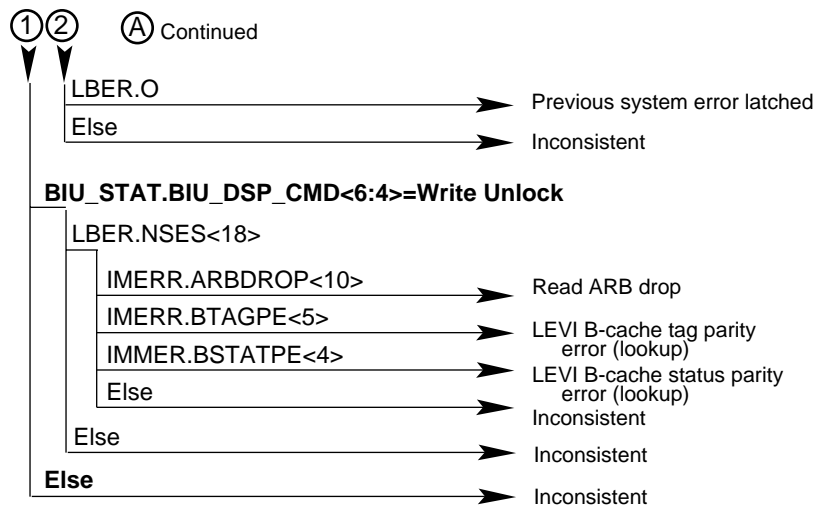 1 2 A Continued
LBER.O
Previous system error latched
Else
Inconsistent
BIU_STAT.BIU_DSP_CMD<6:4>=Write Unlock
LBER.NSES<18>
IMERR.ARBDROP<10>
Read ARB drop
IMERR.BTAGPE<5>
LEVI B-cache tag parity
error (lookup)
IMMER.BSTATPE<4>
LEVI B-cache status parity
error (lookup)
Else
Inconsistent
Else
Inconsistent
Else
Inconsistent